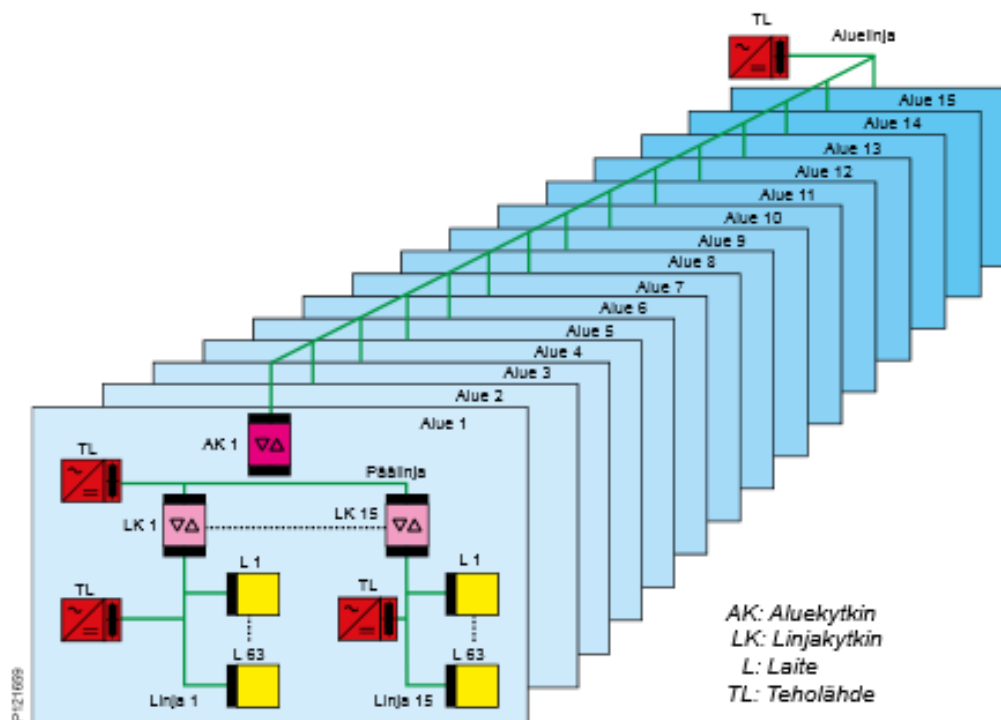 TL
Aluelinja
Alue 15
Alue 14
Alue 13
Alue 12
Alue 11
Alue 10
Alue 9
Alue 8
Alue 7
Alue 6
Alue 5
Alue 4
Alue 3
Alue 2
Alue 1
AK 1
TL
Päälinja
LK 1
LK 15
L 1
L 1
TL
TL
L 63
L 63
Linja 1
Linja 15
AK: Aluekytkin
LK: Linjakytkin
L: Laite
TL: Teholähde
P121669